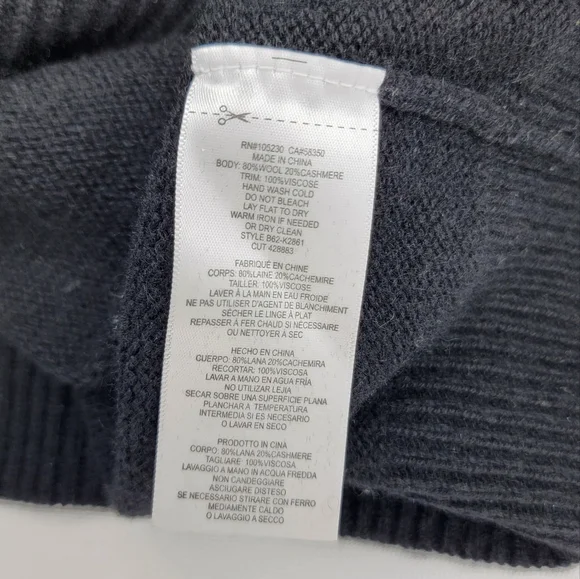 RN#105230 CA#56350
MADE IN CHINA
BODY: 80%WOOL 20%CASHMERE
TRIM: 100%VISCOSE
HAND WASH COLD
DO NOT BLEACH
LAY FLAT TO DRY
WARM IRON IF NEEDED
OR DRY CLEAN
STYLE B62-K2861
CUT 428863
FABRIQUÉ EN CHINE
CORPS: 80%LAINE 20%CACHEMIRE
TAILLER: 100%VISCOSE
LAVER À LA MAIN EN EAU FROIDE
NE PAS UTILISER D'AGENT DE BLANCHIMENT
SÉCHER LE LINGE À PLAT
REPASSER À FER CHAUD SI NÉCESSAIRE
OU NETTOYER À SEC
HECHO EN CHINA
CUERPO: 80%LANA 20%CACHEMIRA
RECORTAR: 100%VISCOSA
LAVAR A MANO EN AGUA FRÍA
NO UTILIZAR LEJÍA
SECAR SOBRE UNA SUPERFICIE PLANA
PLANCHAR A TEMPERATURA
INTERMEDIA SI ES NECESARIO
O LAVAR EN SECO
PRODOTTO IN CINA
CORPO: 80%LANA 20%CASHMERE
TAGLIARE: 100%VISCOSI
LAVAGGIO A MANO IN ACQUA FREDDA
NON CANDEGGIARE
ASCIUGARE DISTESO
SE NECESSARIO STIRARE CON FERRO
MEDIAMENTE CALDO
O LAVAGGIO A SECCO